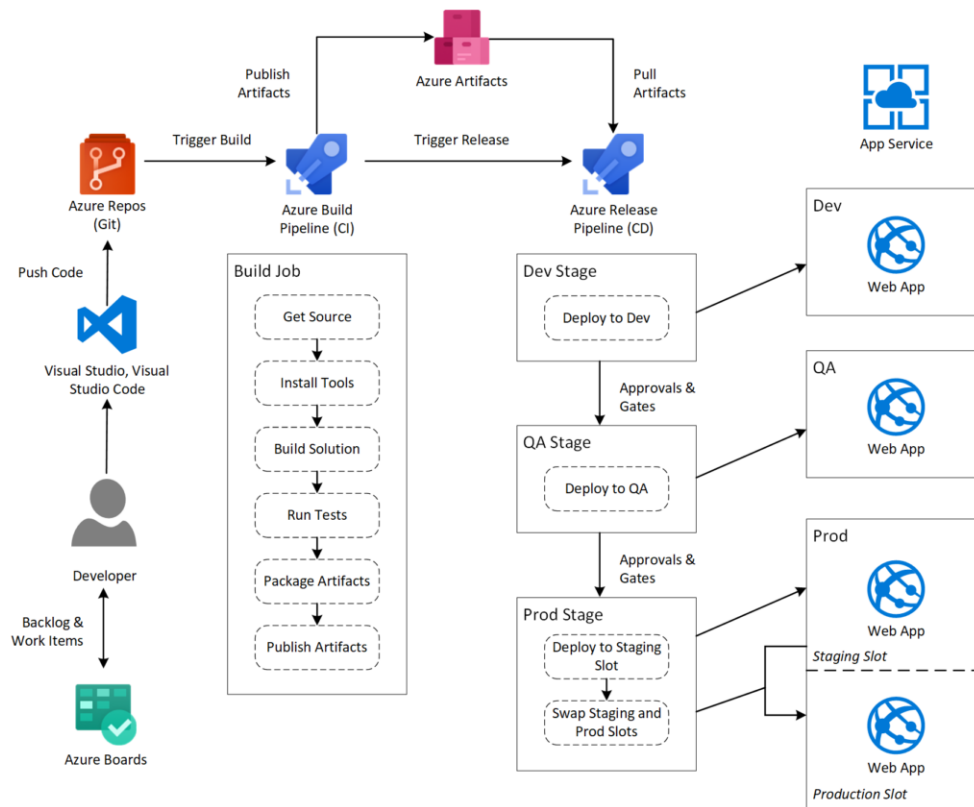 Publish
Artifacts
Azure Artifacts
Pull
Artifacts
App Service
Trigger Build
Trigger Release
Azure Repos
(Git)
Azure Build
Pipeline (CI)
Azure Release
Pipeline (CD)
Push Code
Visual Studio, Visual
Studio Code
Developer
Backlog &
Work Items
Azure Boards
Build Job
Get Source
Install Tools
Build Solution
Run Tests
Package Artifacts
Publish Artifacts
Dev Stage
Deploy to Dev
Approvals &
Gates
QA Stage
Deploy to QA
Approvals &
Gates
Prod Stage
Deploy to Staging
Slot
Swap Staging and
Prod Slots
Dev
Web App
QA
Web App
Prod
Web App
Staging Slot
Web App
Production Slot